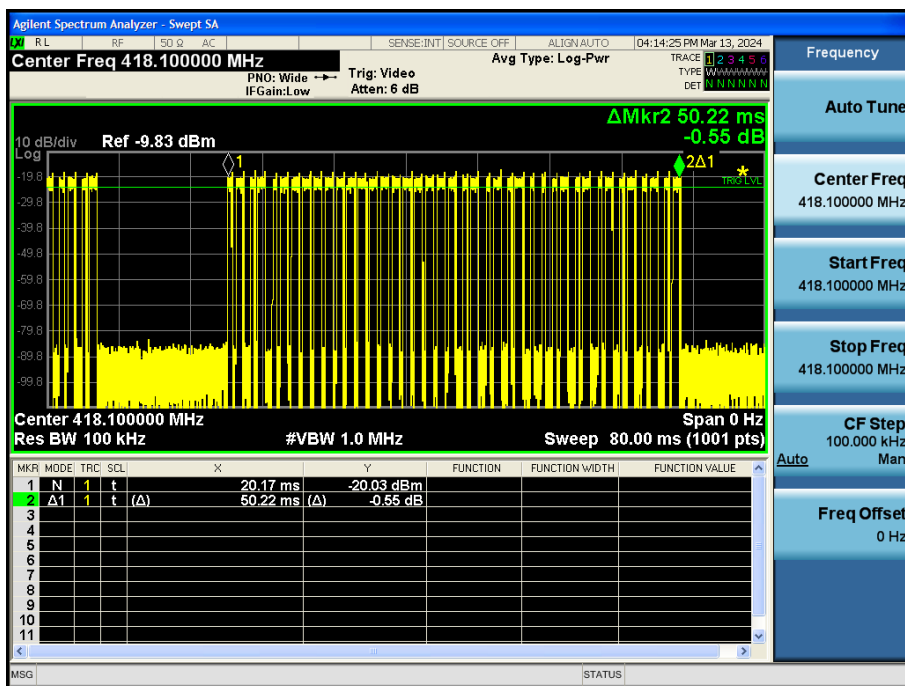 Agilent Spectrum Analyzer - Swept SA
LXI RL RF 50 Ω AC SENSE:INT SOURCE OFF ALIGN AUTO 04:14:25 PM Mar 13, 2024
Center Freq 418.100000 MHz
PNO: Wide
IFGain:Low
Trig: Video
Atten: 6 dB
Avg Type: Log-Pwr
TRACE 1 2 3 4 5 6
TYPE WWWWWW
DET N N N N N N
ΔMkr2 50.22 ms
-0.55 dB
10 dB/div Ref -9.83 dBm
Log
1
2Δ1
TRIG LVL
-19.8
-29.8
-39.8
-49.8
-59.8
-69.8
-79.8
-89.8
-99.8
Center 418.100000 MHz Span 0 Hz
Res BW 100 kHz #VBW 1.0 MHz Sweep 80.00 ms (1001 pts)
MKR MODE TRC SCL X Y FUNCTION FUNCTION WIDTH FUNCTION VALUE
1 N 1 t 20.17 ms -20.03 dBm
2 Δ1 1 t (Δ) 50.22 ms (Δ) -0.55 dB
3
4
5
6
7
8
9
10
11
MSG STATUS
Frequency
Auto Tune
Center Freq
418.100000 MHz
Start Freq
418.100000 MHz
Stop Freq
418.100000 MHz
CF Step
100.000 kHz
Auto Man
Freq Offset
0 Hz